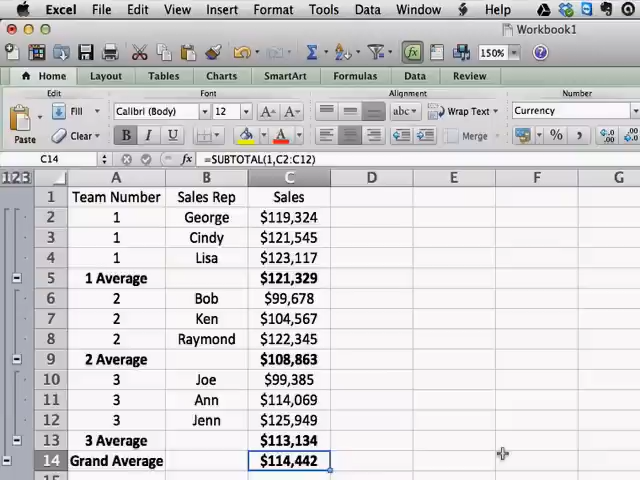 Excel File Edit View Insert Format Tools Data Window Help
Workbook1
150%
fx
Home Layout Tables Charts SmartArt Formulas Data Review
Edit Font Alignment Number
Paste Fill Calibri (Body) 12 A A abc Wrap Text Currency
Clear B I U A Merge %
C14 fx =SUBTOTAL(1,C2:C12)
1 2 3 A B C D E F G
1 Team Number Sales Rep Sales
2 1 George $119,324
3 1 Cindy $121,545
4 1 Lisa $123,117
5 1 Average $121,329
6 2 Bob $99,678
7 2 Ken $104,567
8 2 Raymond $122,345
9 2 Average $108,863
10 3 Joe $99,385
11 3 Ann $114,069
12 3 Jenn $125,949
13 3 Average $113,134
14 Grand Average $114,442